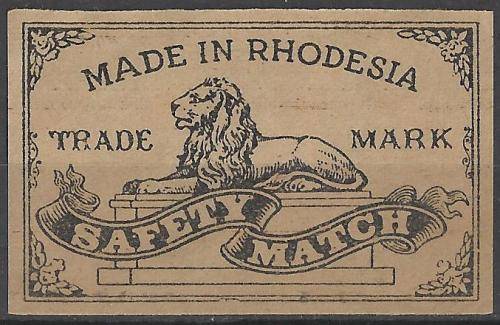 MADE IN RHODESIA
TRADE MARK
SAFETY MATCH